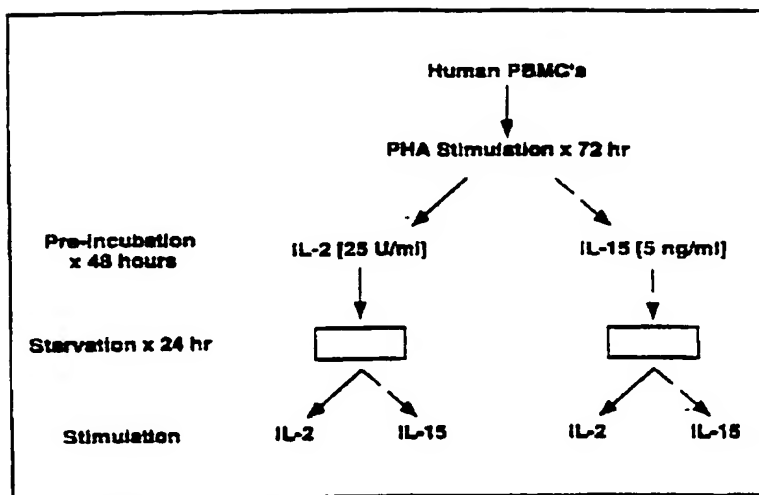 Human PBMC's
PHA Stimulation x 72 hr
Pre-incubation
x 48 hours
IL-2 [25 U/ml]
IL-15 [5 ng/ml]
Starvation x 24 hr
Stimulation
IL-2
IL-15
IL-2
IL-15